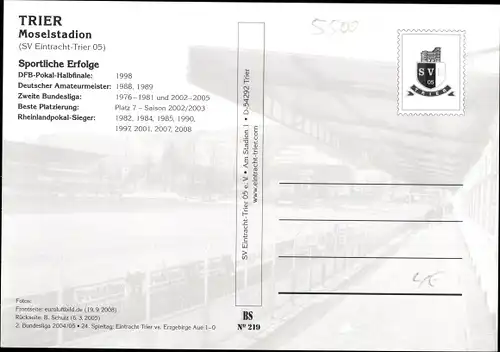 TRIER
Moselstadion
(SV Eintracht-Trier 05)
Sportliche Erfolge
DFB-Pokal-Halbfinale: 1998
Deutscher Amateurmeister: 1988, 1989
Zweite Bundesliga: 1976–1981 und 2002–2005
Beste Platzierung: Platz 7 - Saison 2002/2003
Rheinlandpokal-Sieger: 1982, 1984, 1985, 1990,
1997, 2001, 2007, 2008
5500
SV
05
TRIER
SV Eintracht-Trier 05 e.V. • Am Stadion 1 • D-54292 Trier
www.eintracht-trier.com
Fotos:
Frontseite: euroluftbild.de (19. 9. 2008)
Rückseite: B. Schulz (6. 3. 2005)
2. Bundesliga 2004/05 • 24. Spieltag: Eintracht Trier vs. Erzgebirge Aue 1–0
BS
Nº 219